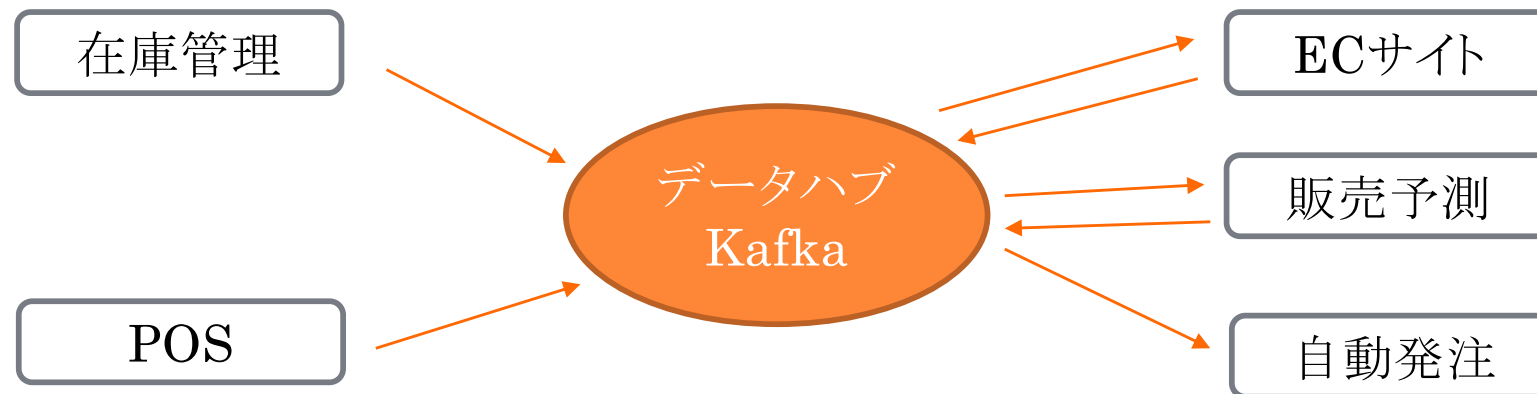 在庫管理
POS
データハブ
Kafka
ECサイト
販売予測
自動発注